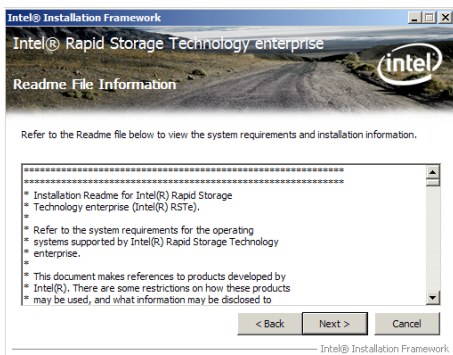 Intel® Installation Framework
Intel® Rapid Storage Technology enterprise
intel
Readme File Information
Refer to the Readme file below to view the system requirements and installation information.
************************************************************
************************************************************
* Installation Readme for Intel(R) Rapid Storage
* Technology enterprise (Intel(R) RSTe).
*
* Refer to the system requirements for the operating
* systems supported by Intel(R) Rapid Storage Technology
* enterprise.
*
* This document makes references to products developed by
* Intel(R). There are some restrictions on how these products
* may be used, and what information may be disclosed to
< Back
Next >
Cancel
Intel® Installation Framework